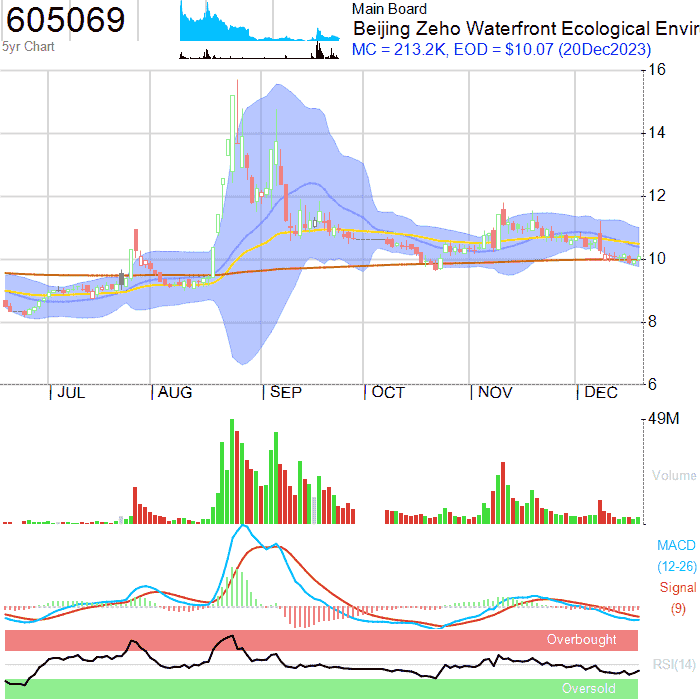 605069
5yr Chart
Main Board
Beijing Zeho Waterfront Ecological Envir
MC = 213.2K, EOD = $10.07 (20Dec2023)
16
14
12
10
8
6
JUL AUG SEP OCT NOV DEC
49M
Volume
MACD
(12-26)
Signal
(9)
Overbought
RSI(14)
Oversold